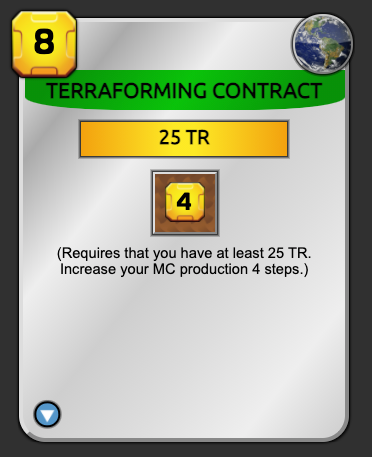 8
TERRAFORMING CONTRACT
25 TR
4
(Requires that you have at least 25 TR.
Increase your MC production 4 steps.)